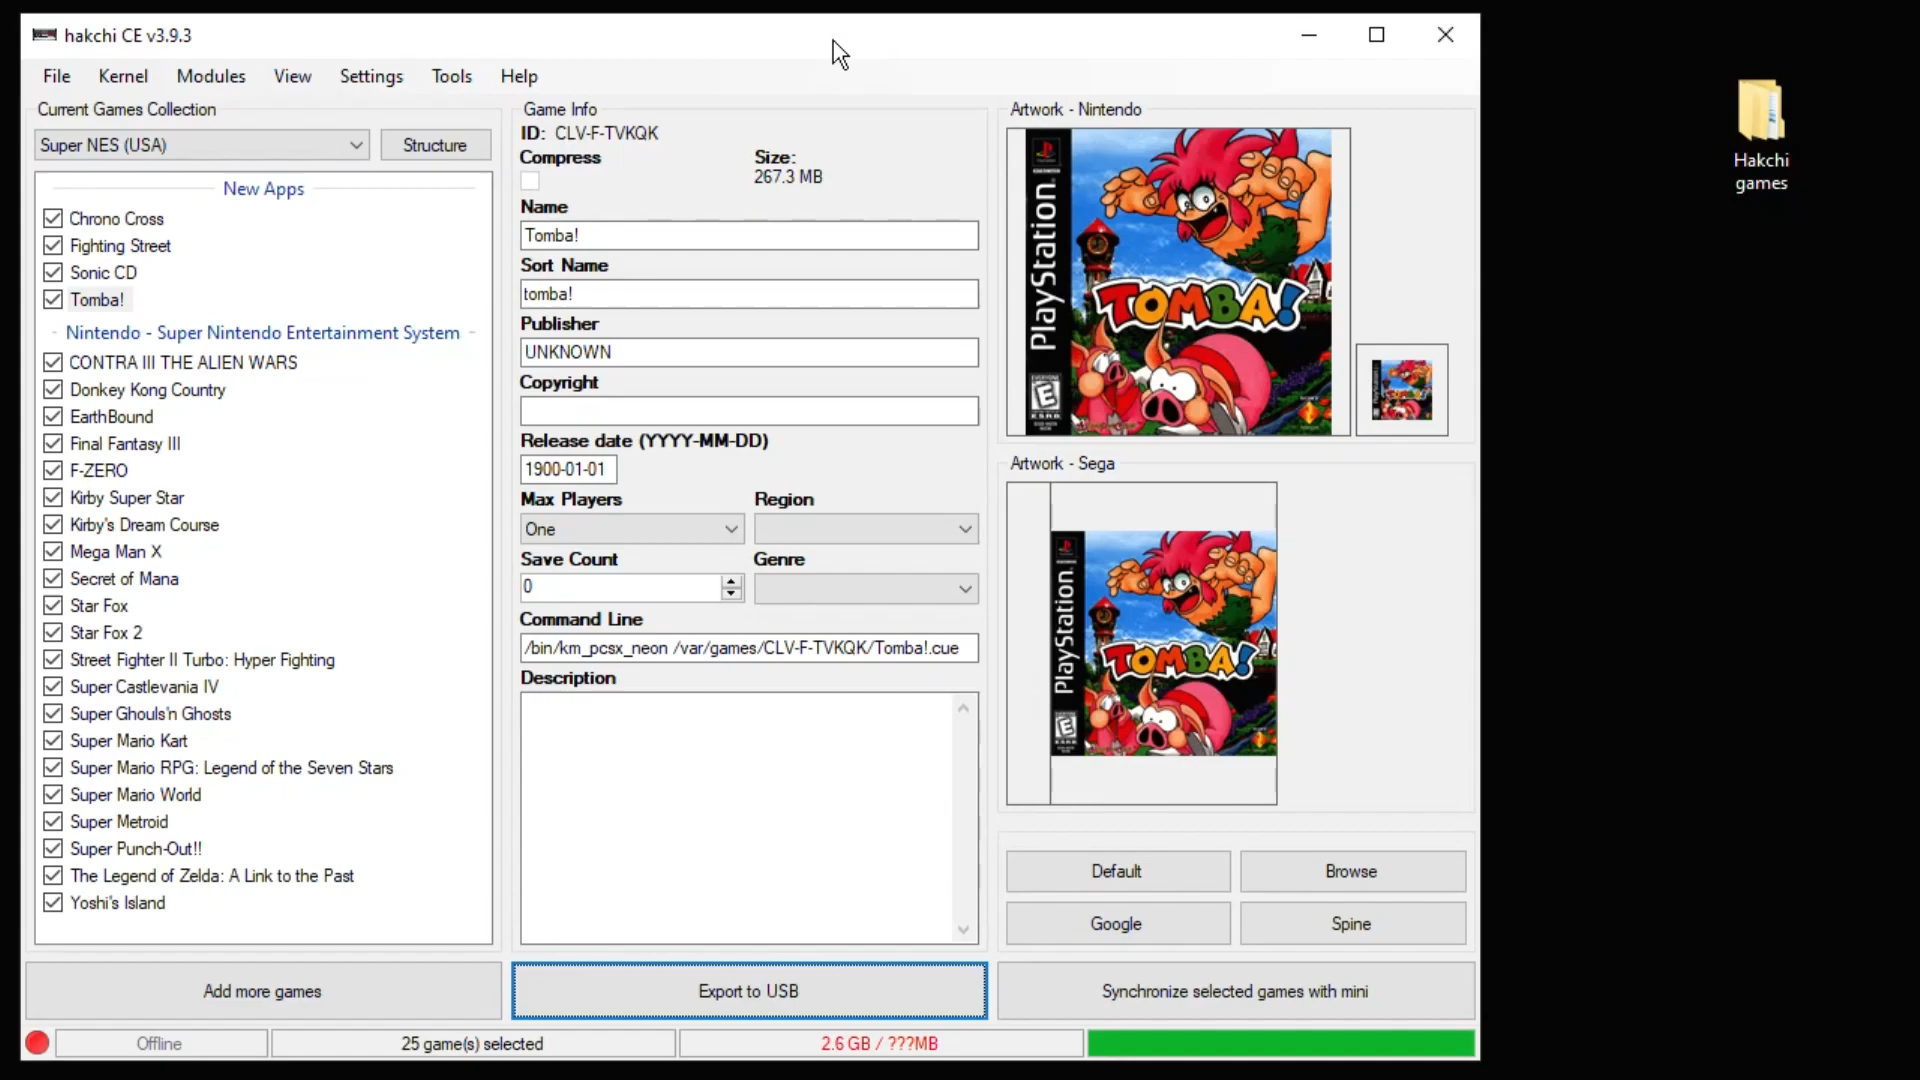 hakchi CE v3.9.3
File Kernel Modules View Settings Tools Help
Current Games Collection
Super NES (USA)
Structure
New Apps
Chrono Cross
Fighting Street
Sonic CD
Tomba!
Nintendo - Super Nintendo Entertainment System
CONTRA III THE ALIEN WARS
Donkey Kong Country
EarthBound
Final Fantasy III
F-ZERO
Kirby Super Star
Kirby's Dream Course
Mega Man X
Secret of Mana
Star Fox
Star Fox 2
Street Fighter II Turbo: Hyper Fighting
Super Castlevania IV
Super Ghouls'n Ghosts
Super Mario Kart
Super Mario RPG: Legend of the Seven Stars
Super Mario World
Super Metroid
Super Punch-Out!!
The Legend of Zelda: A Link to the Past
Yoshi's Island
Game Info
ID: CLV-F-TVKQK
Compress
Size:
267.3 MB
Name
Tomba!
Sort Name
tomba!
Publisher
UNKNOWN
Copyright
Release date (YYYY-MM-DD)
1900-01-01
Max Players
Region
One
Save Count
Genre
0
Command Line
/bin/km_pcsx_neon /var/games/CLV-F-TVKQK/Tomba!.cue
Description
Artwork - Nintendo
PlayStation
TOMBA!
E
Artwork - Sega
PlayStation
TOMBA!
E
Default
Browse
Google
Spine
Add more games
Export to USB
Synchronize selected games with mini
Offline
25 game(s) selected
2.6 GB / ???MB
Hakchi
games